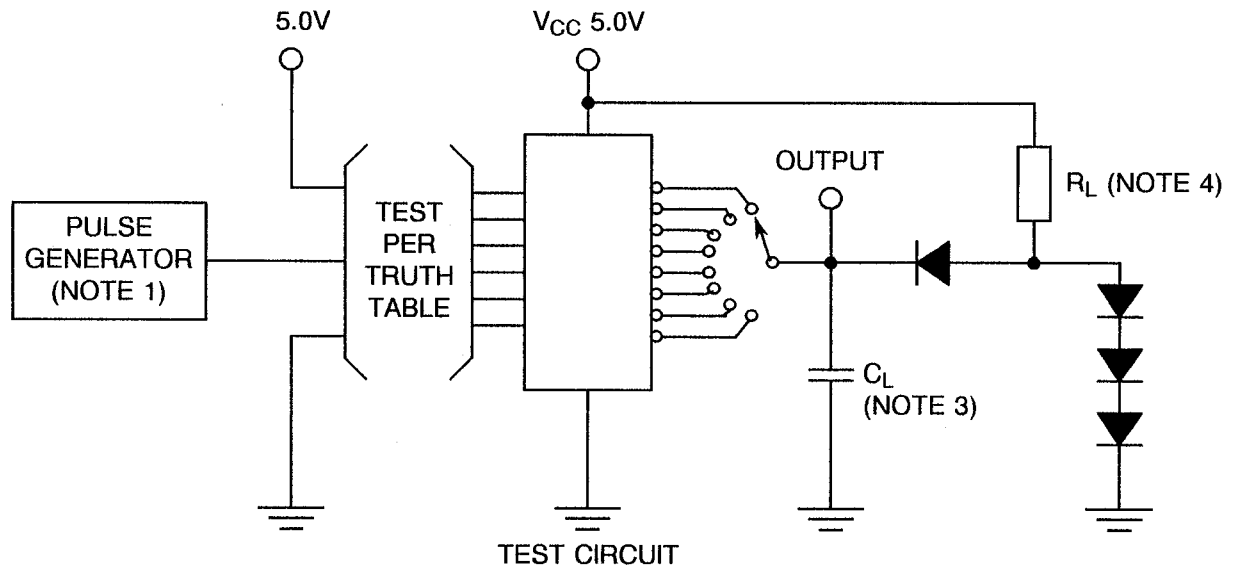 5.0V
VCC 5.0V
OUTPUT
RL (NOTE 4)
PULSE
GENERATOR
(NOTE 1)
TEST
PER
TRUTH
TABLE
CL
(NOTE 3)
TEST CIRCUIT